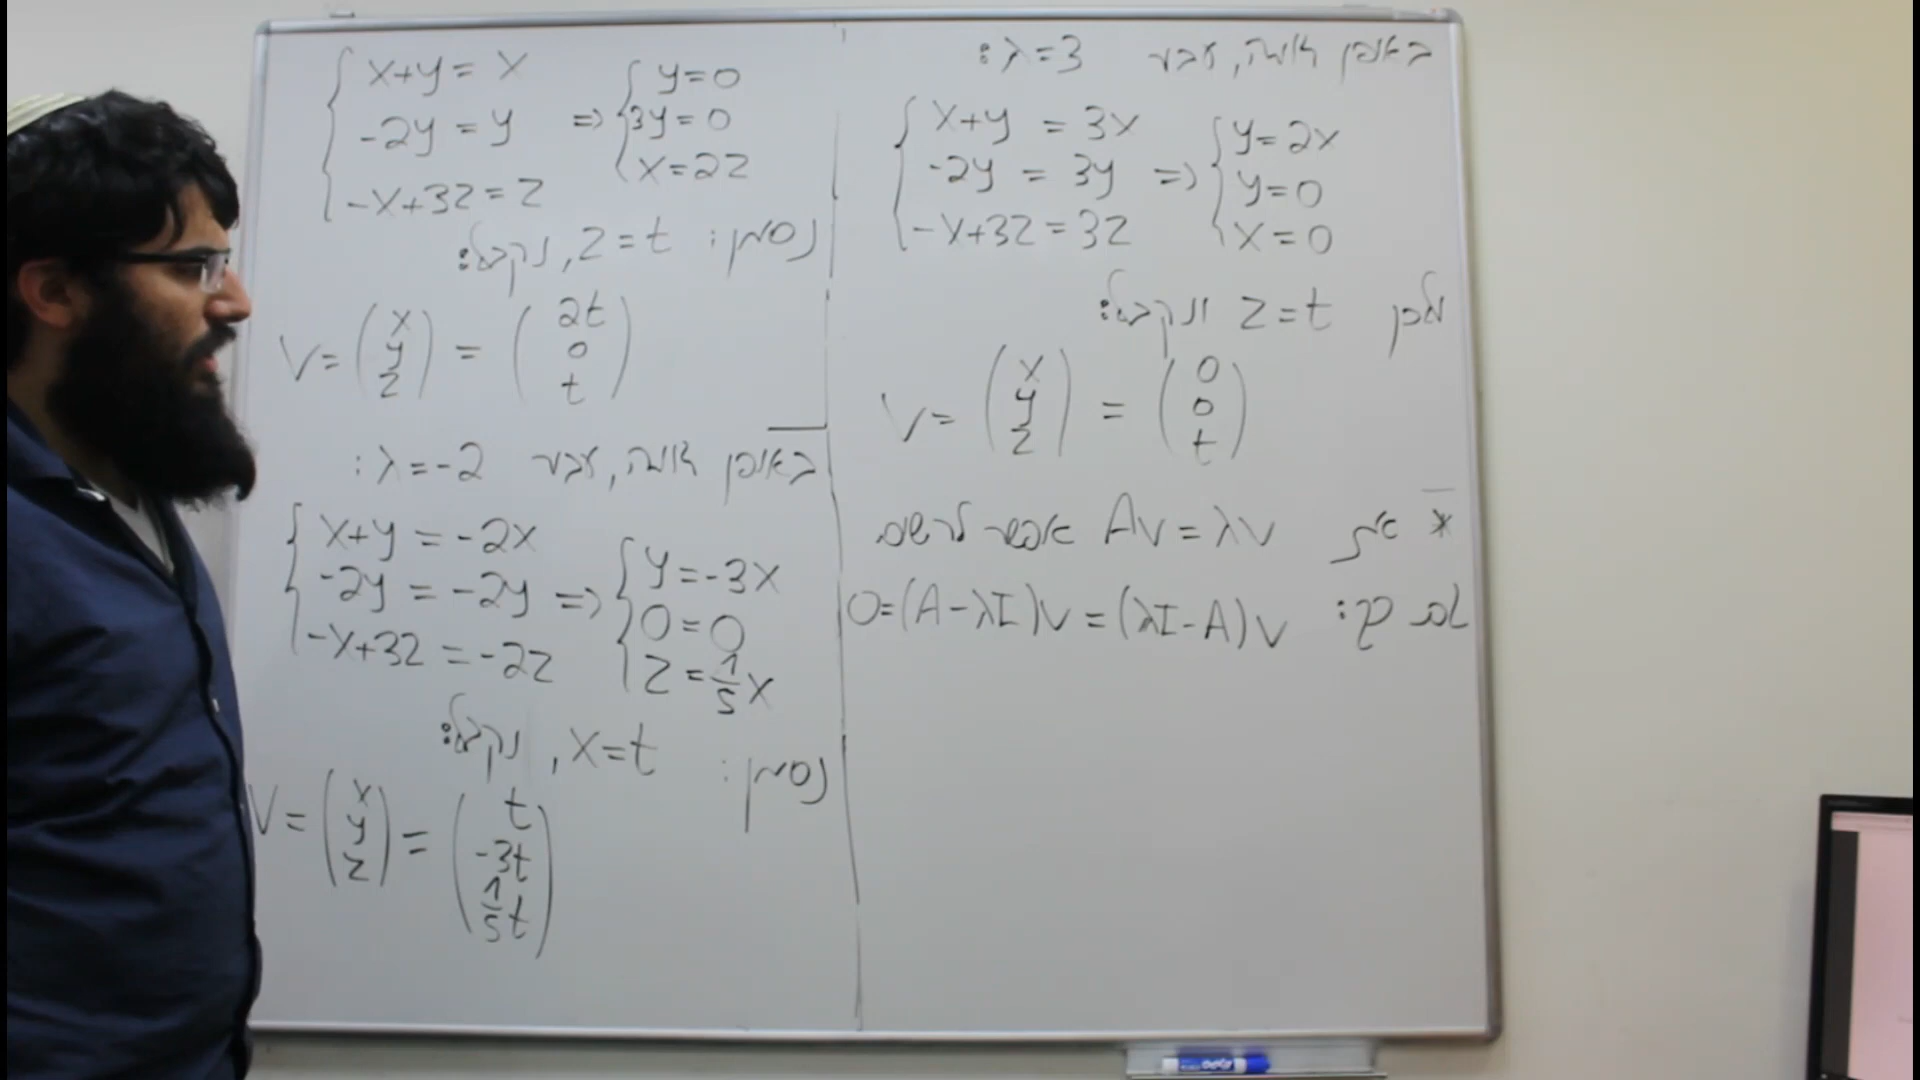 x+y = x
-2y = y
-x+3z = z
=>
y=0
3y=0
x=2z
נסמן: z=t, נקבל:
v = (x y z) = (2t 0 t)
באופן דומה, עבור λ=-2:
x+y = -2x
-2y = -2y
-x+3z = -2z
=>
y=-3x
0=0
z=1/5 x
נסמן: x=t, נקבל:
v = (x y z) = (t -3t 1/5 t)
באופן דומה, עבור λ=3:
x+y = 3x
-2y = 3y
-x+3z = 3z
=>
y=2x
y=0
x=0
ולכן z=t ונקבל:
v = (x y z) = (0 0 t)
* את Av=λv אפשר לרשום
גם כך: 0=(A-λI)v=(λI-A)v